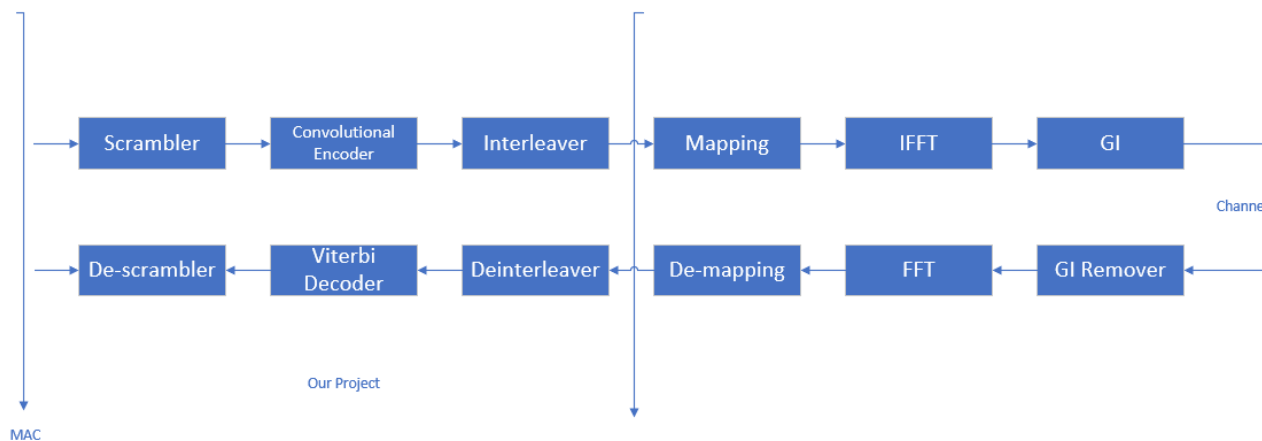 Scrambler
Convolutional
Encoder
Interleaver
Mapping
IFFT
GI
Channe
De-scrambler
Viterbi
Decoder
Deinterleaver
De-mapping
FFT
GI Remover
Our Project
MAC